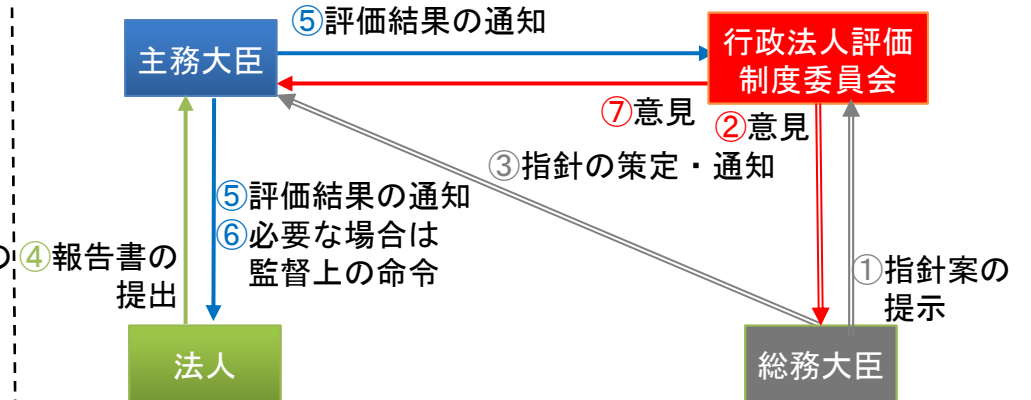 ⑤評価結果の通知
主務大臣
行政法人評価
制度委員会
⑦意見
②意見
③指針の策定・通知
⑤評価結果の通知
⑥必要な場合は
監督上の命令
の
④報告書の
提出
①指針案の
提示
法人
総務大臣